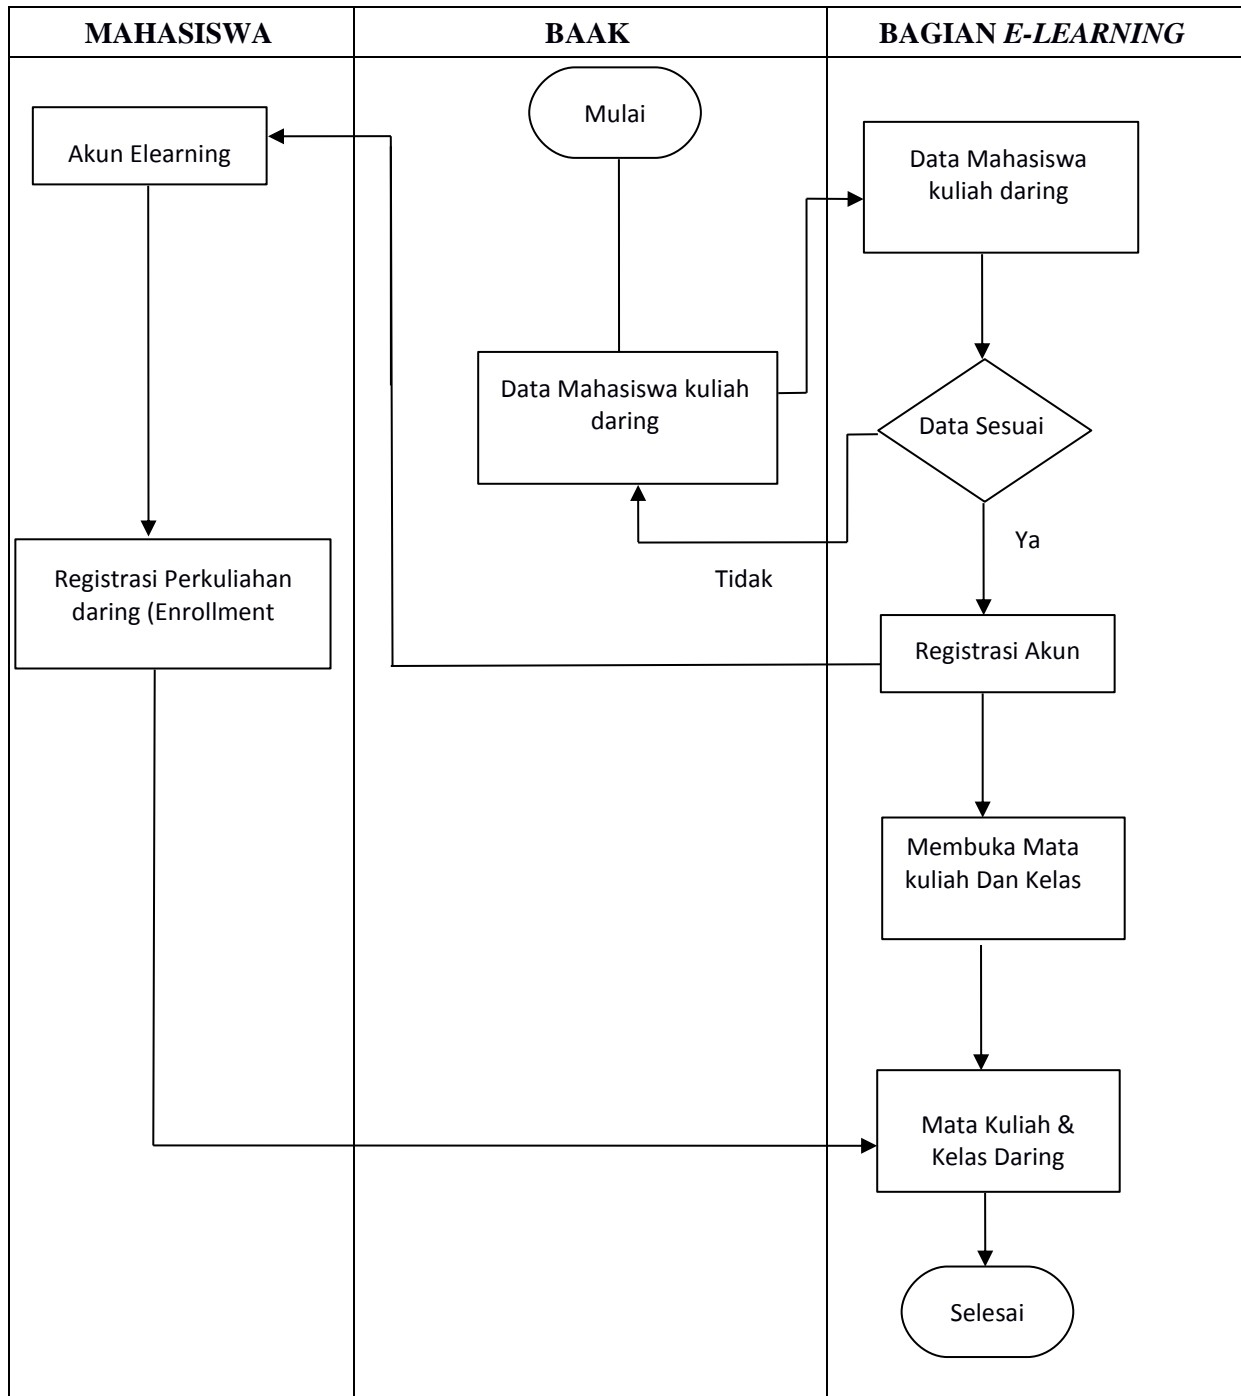 MAHASISWA
BAAK
BAGIAN E-LEARNING
Mulai
Akun Elearning
Data Mahasiswa
kuliah daring
Data Mahasiswa kuliah
daring
Data Sesuai
Ya
Tidak
Registrasi Perkuliahan
daring (Enrollment
Registrasi Akun
Membuka Mata
kuliah Dan Kelas
Mata Kuliah &
Kelas Daring
Selesai